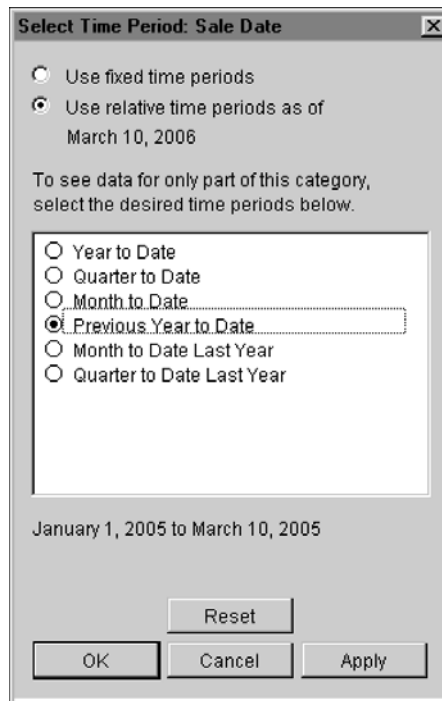 Select Time Period: Sale Date
Use fixed time periods
Use relative time periods as of
March 10, 2006
To see data for only part of this category,
select the desired time periods below.
Year to Date
Quarter to Date
Month to Date
Previous Year to Date
Month to Date Last Year
Quarter to Date Last Year
January 1, 2005 to March 10, 2005
Reset
OK Cancel Apply